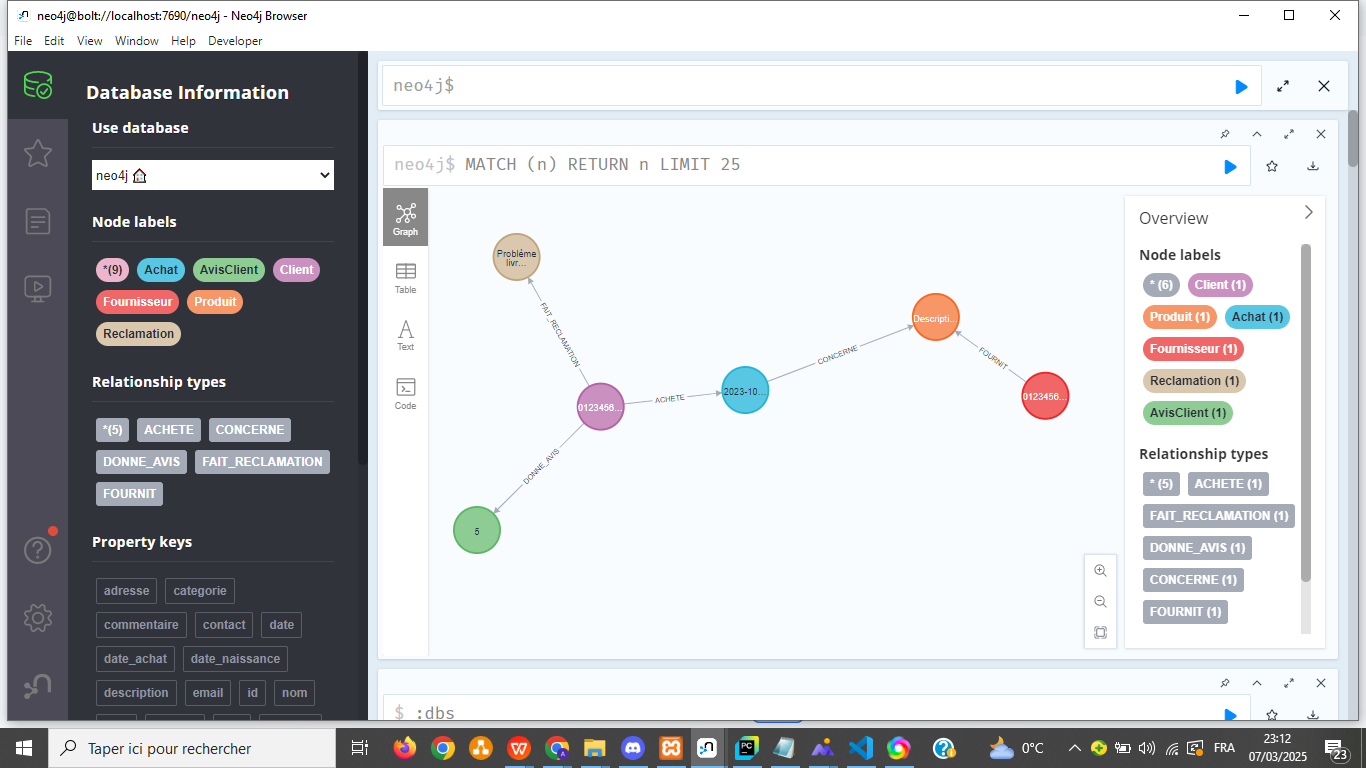 neo4j@bolt://localhost:7690/neo4j - Neo4j Browser
File Edit View Window Help Developer
Database Information
Use database
neo4j
Node labels
*(9) Achat AvisClient Client
Fournisseur Produit
Reclamation
Relationship types
*(5) ACHETE CONCERNE
DONNE_AVIS FAIT_RECLAMATION
FOURNIT
Property keys
adresse categorie
commentaire contact date
date_achat date_naissance
description email id nom
neo4j$
neo4j$ MATCH (n) RETURN n LIMIT 25
Graph
Table
Text
Code
Problème
livr...
FAIT_RECLAMATION
0123456...
ACHETE
2023-10...
CONCERNE
Descripti...
FOURNIT
0123456...
DONNE_AVIS
5
Overview
Node labels
* (6) Client (1)
Produit (1) Achat (1)
Fournisseur (1)
Reclamation (1)
AvisClient (1)
Relationship types
* (5) ACHETE (1)
FAIT_RECLAMATION (1)
DONNE_AVIS (1)
CONCERNE (1)
FOURNIT (1)
$ :dbs
Taper ici pour rechercher
0°C
FRA
23:12
07/03/2025
23